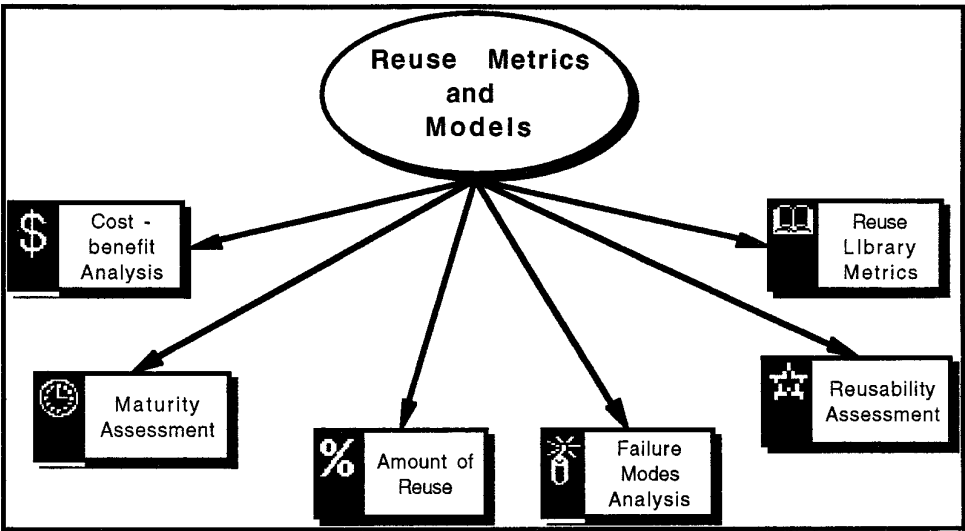 Reuse Metrics
and
Models
$
Cost -
benefit
Analysis
Reuse
LIbrary
Metrics
Maturity
Assessment
%
Amount of
Reuse
Failure
Modes
Analysis
Reusability
Assessment